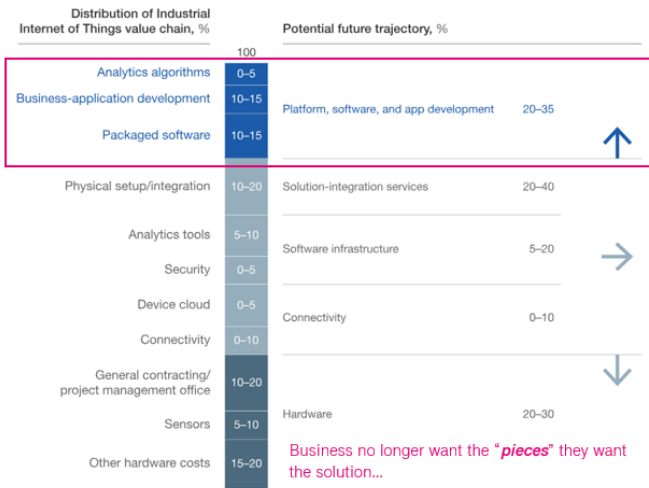 Distribution of Industrial
Internet of Things value chain, %
Potential future trajectory, %
100
Analytics algorithms 0–5
Business-application development 10–15
Platform, software, and app development 20–35
Packaged software 10–15
Physical setup/integration 10–20 Solution-integration services 20–40
Analytics tools 5–10
Software infrastructure 5–20
Security 0–5
Device cloud 0–5
Connectivity 0–10
Connectivity 0–10
General contracting/
project management office 10–20
Hardware 20–30
Sensors 5–10
Other hardware costs 15–20
Business no longer want the “pieces” they want
the solution...